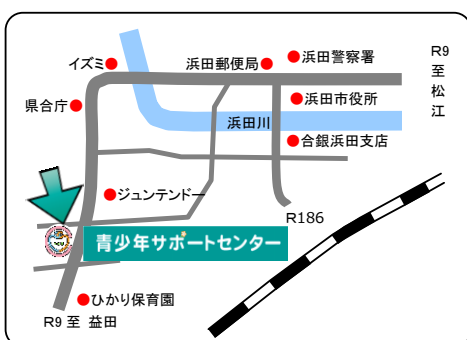 イズミ
浜田郵便局
浜田警察署
R9
至
松
江
県合庁
浜田市役所
浜田川
合銀浜田支店
ジュンテンドー
R186
青少年サポートセンター
ひかり保育園
R9 至 益田